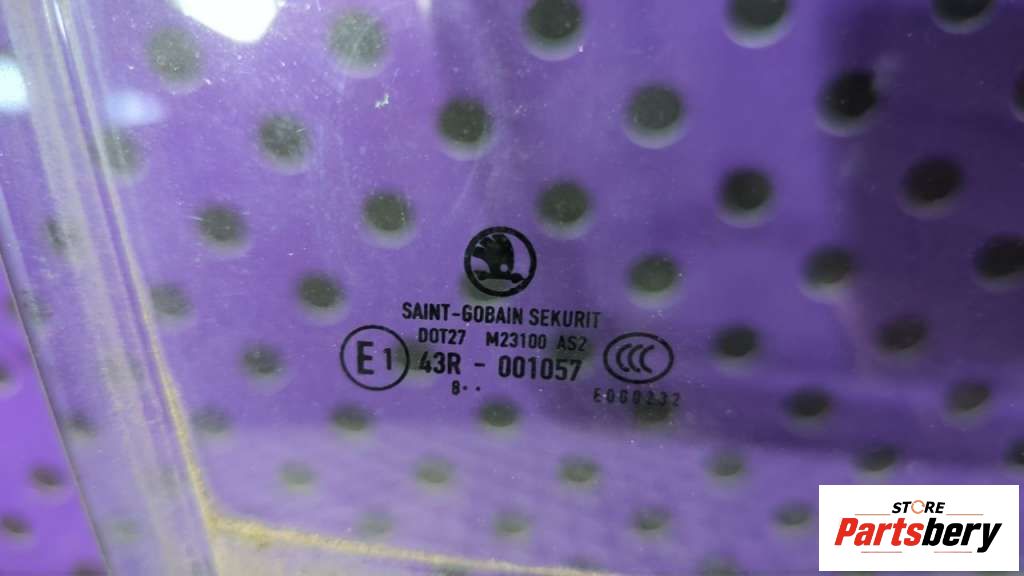 SAINT-GOBAIN SEKURIT
DOT27 M23100 AS2
E1 43R - 001057 CCC
8··
E000232
STORE
Partsbery